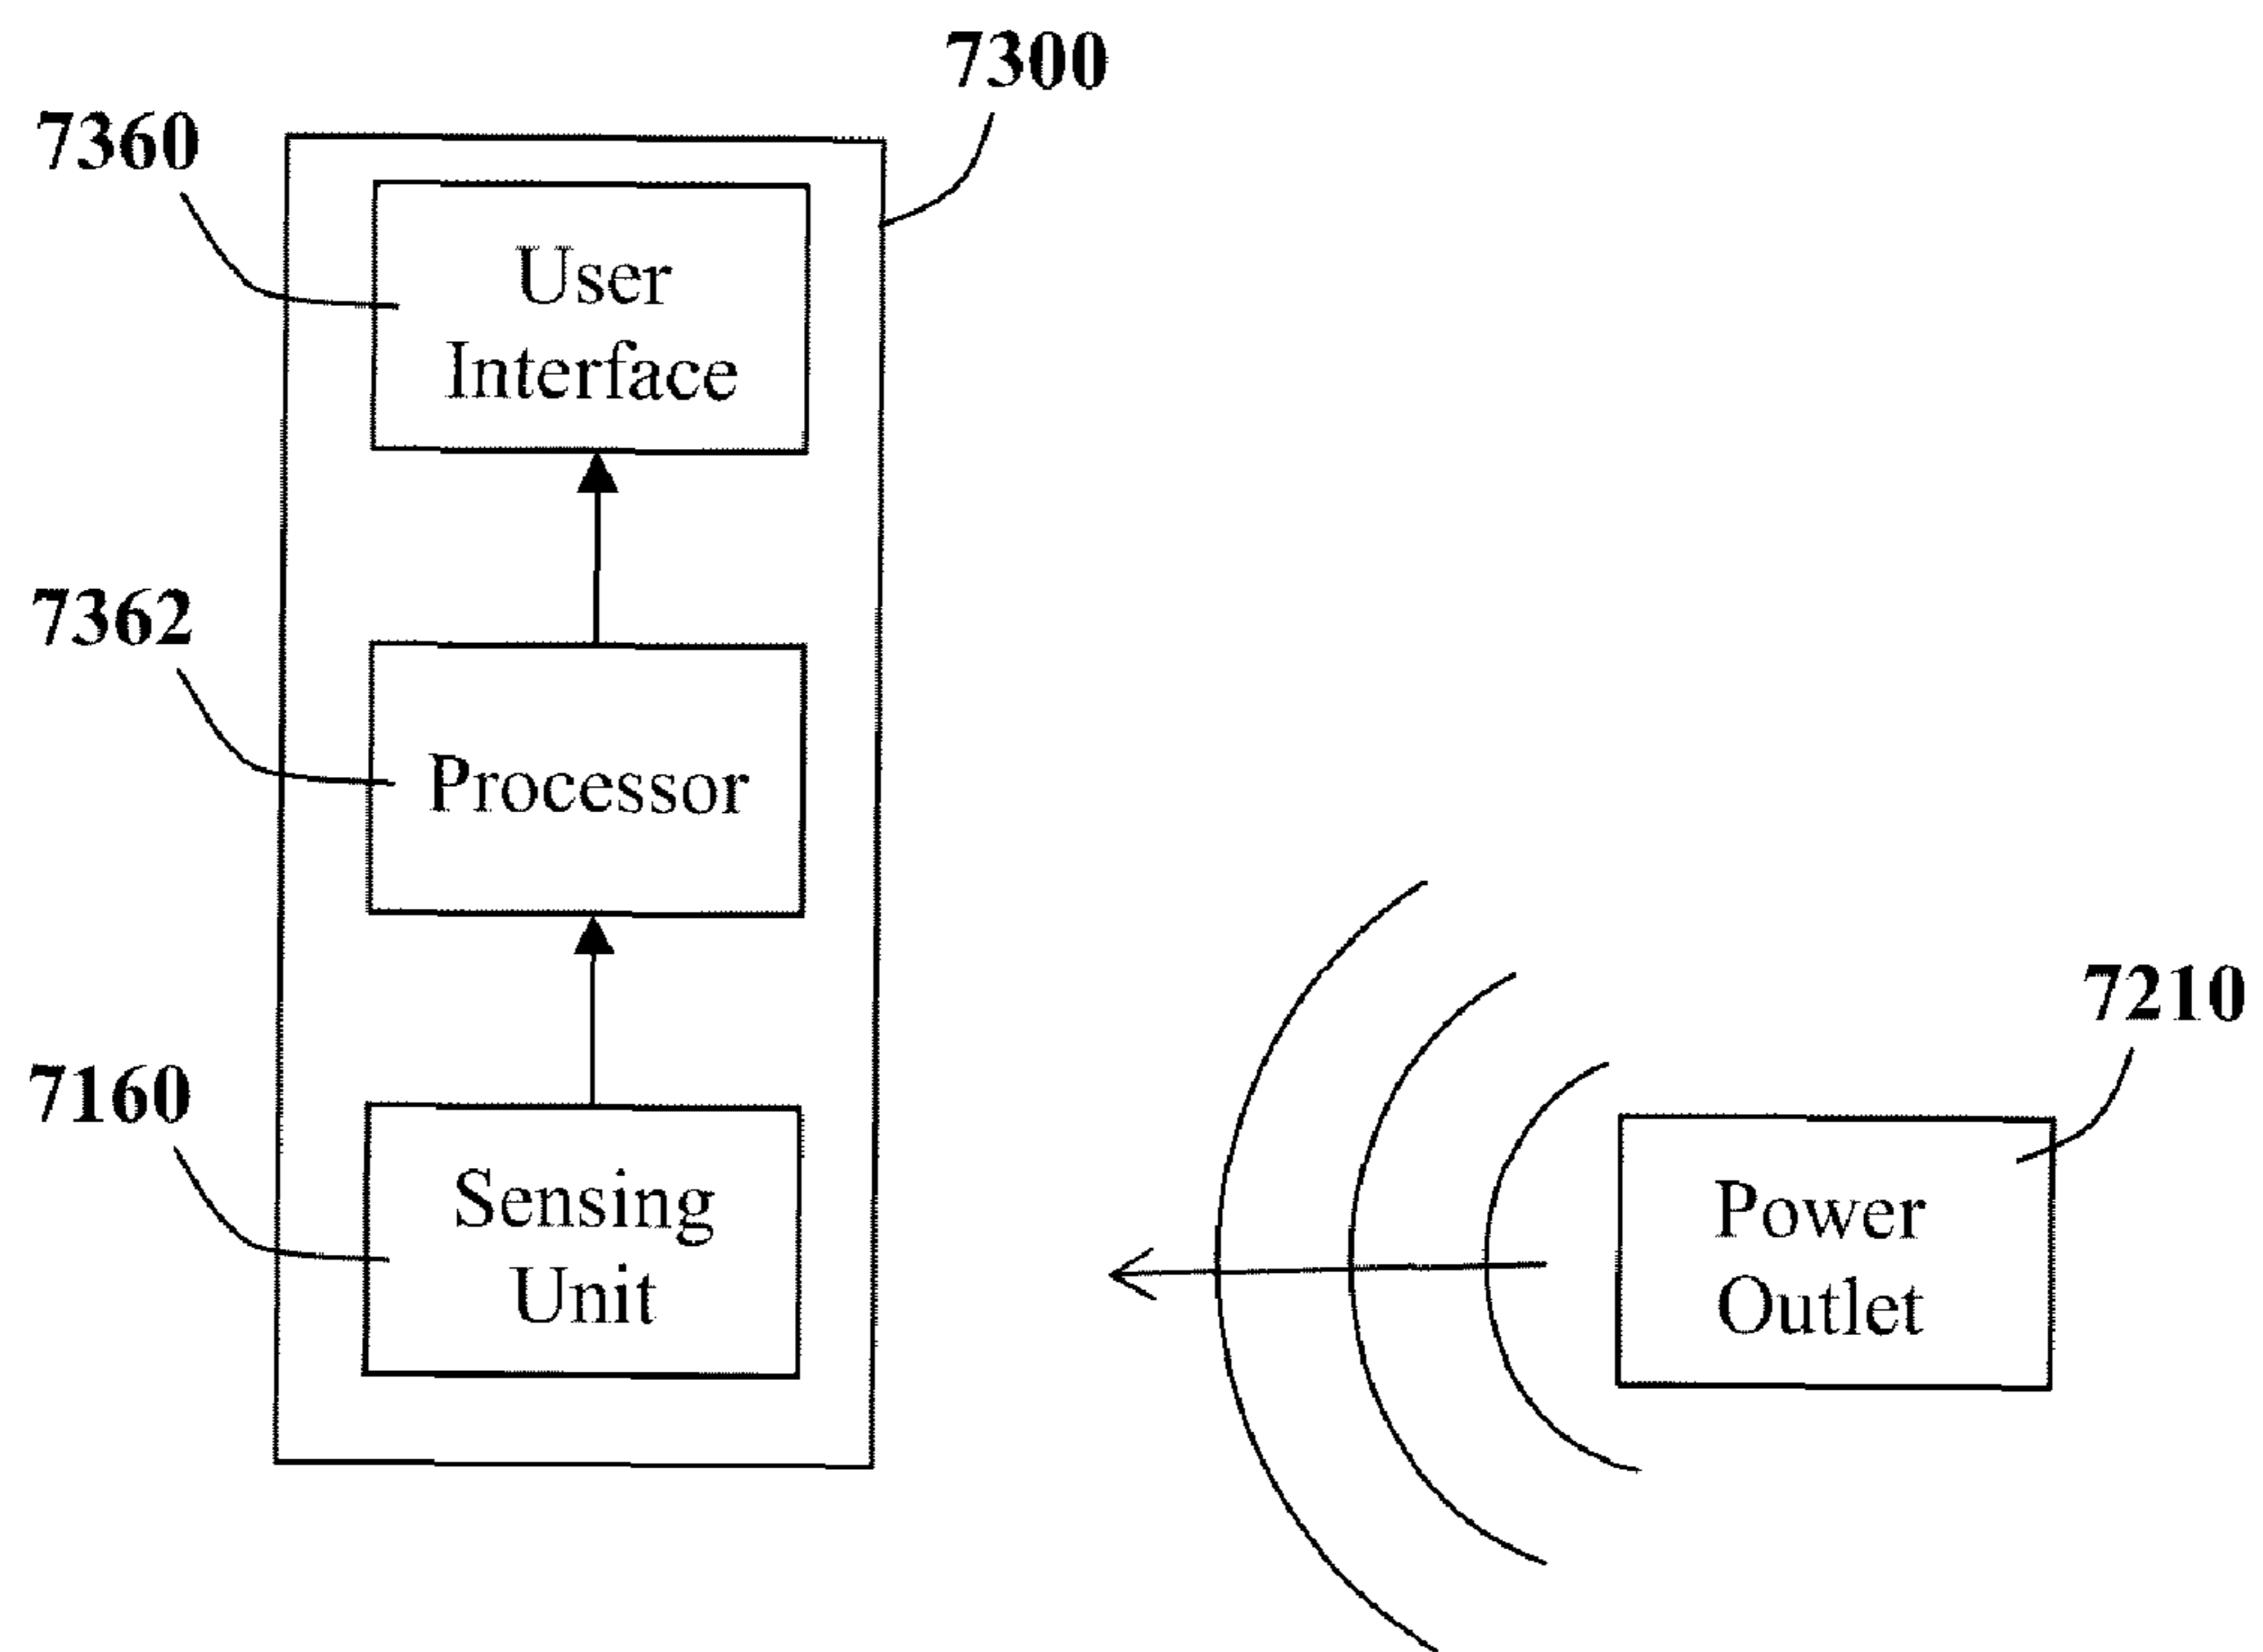 7300
7360
User
Interface
7362
Processor
7210
7160
Sensing
Unit
Power
Outlet